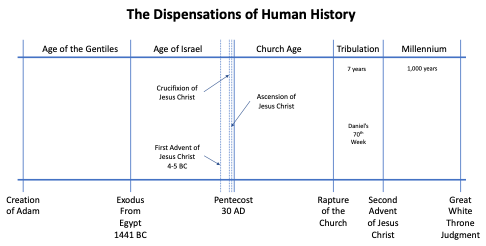 The Dispensations of Human History
Age of the Gentiles
Age of Israel
Church Age
Tribulation
Millennium
7 years
1,000 years
Crucifixion of
Jesus Christ
Ascension of
Jesus Christ
Daniel's
70th
Week
First Advent of
Jesus Christ
4-5 BC
Creation
of Adam
Exodus
From
Egypt
1441 BC
Pentecost
30 AD
Rapture
of the
Church
Second
Advent
of Jesus
Christ
Great
White
Throne
Judgment